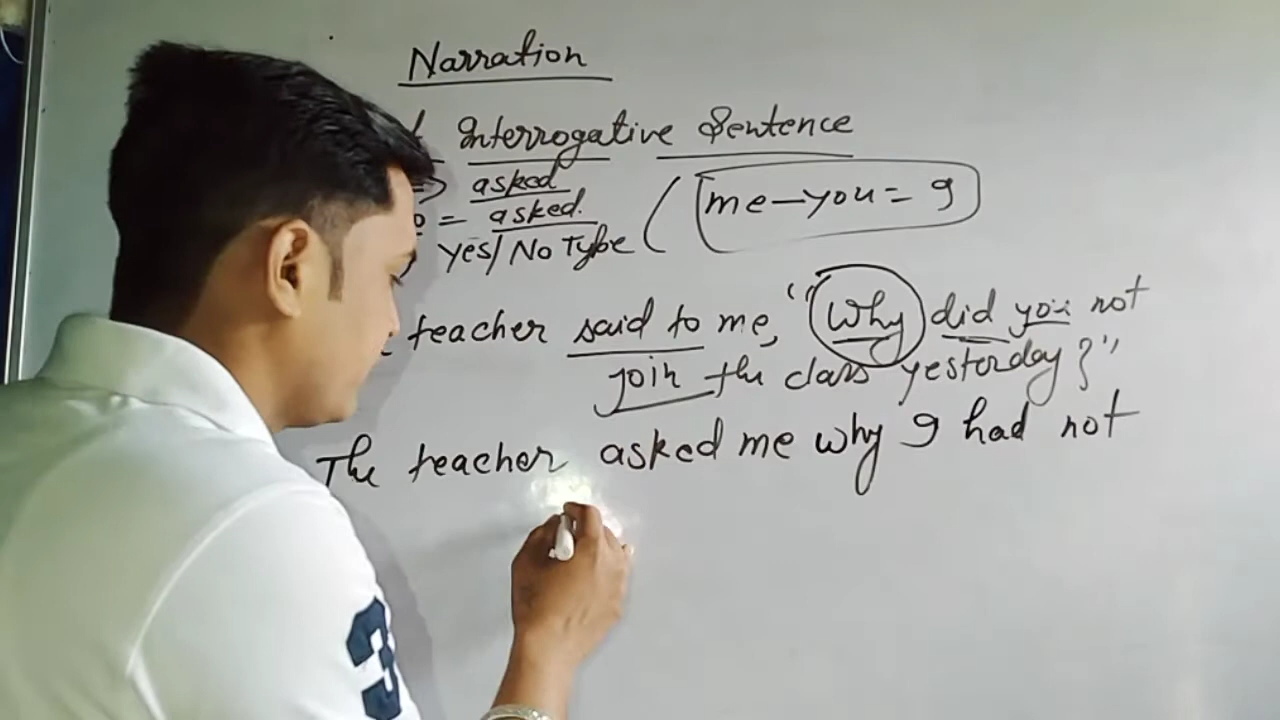 Narration
Interrogative Sentence
=> asked
= asked.
Yes/No Type
( me-you = I
teacher said to me, "Why did you not
join the class yesterday?"
The teacher asked me why I had not
3